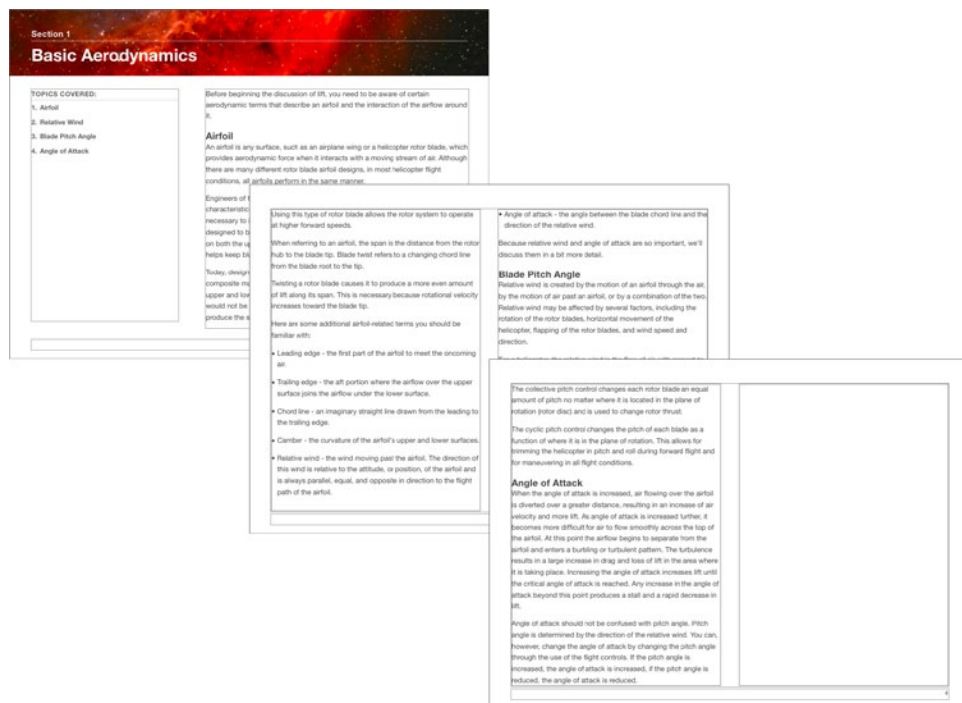 Section 1
Basic Aerodynamics
TOPICS COVERED:
1. Airfoil
2. Relative Wind
3. Blade Pitch Angle
4. Angle of Attack
Before beginning the discussion of lift, you need to be aware of certain
aerodynamic terms that describe an airfoil and the interaction of the airflow around
it.
Airfoil
An airfoil is any surface, such as an airplane wing or a helicopter rotor blade, which
provides aerodynamic force when it interacts with a moving stream of air. Although
there are many different rotor blade airfoil designs, in most helicopter flight
conditions, all airfoils perform in the same manner.
Engineers of
characteristic
necessary to
designed to b
on both the up
helps keep bl
Today, design
composite ma
upper and low
would not be
produce the s
Using this type of rotor blade allows the rotor system to operate
at higher forward speeds.
When referring to an airfoil, the span is the distance from the rotor
hub to the blade tip. Blade twist refers to a changing chord line
from the blade root to the tip.
Twisting a rotor blade causes it to produce a more even amount
of lift along its span. This is necessary because rotational velocity
increases toward the blade tip.
Here are some additional airfoil-related terms you should be
familiar with:
• Leading edge - the first part of the airfoil to meet the oncoming
air.
• Trailing edge - the aft portion where the airflow over the upper
surface joins the airflow under the lower surface.
• Chord line - an imaginary straight line drawn from the leading to
the trailing edge.
• Camber - the curvature of the airfoil's upper and lower surfaces.
• Relative wind - the wind moving past the airfoil. The direction of
this wind is relative to the attitude, or position, of the airfoil and
is always parallel, equal, and opposite in direction to the flight
path of the airfoil.
• Angle of attack - the angle between the blade chord line and the
direction of the relative wind.
Because relative wind and angle of attack are so important, we'll
discuss them in a bit more detail.
Blade Pitch Angle
Relative wind is created by the motion of an airfoil through the air,
by the motion of air past an airfoil, or by a combination of the two.
Relative wind may be affected by several factors, including the
rotation of the rotor blades, horizontal movement of the
helicopter, flapping of the rotor blades, and wind speed and
direction.
The collective pitch control changes each rotor blade an equal
amount of pitch no matter where it is located in the plane of
rotation (rotor disc) and is used to change rotor thrust.
The cyclic pitch control changes the pitch of each blade as a
function of where it is in the plane of rotation. This allows for
trimming the helicopter in pitch and roll during forward flight and
for maneuvering in all flight conditions.
Angle of Attack
When the angle of attack is increased, air flowing over the airfoil
is diverted over a greater distance, resulting in an increase of air
velocity and more lift. As angle of attack is increased further, it
becomes more difficult for air to flow smoothly across the top of
the airfoil. At this point the airflow begins to separate from the
airfoil and enters a burbling or turbulent pattern. The turbulence
results in a large increase in drag and loss of lift in the area where
it is taking place. Increasing the angle of attack increases lift until
the critical angle of attack is reached. Any increase in the angle of
attack beyond this point produces a stall and a rapid decrease in
lift.
Angle of attack should not be confused with pitch angle. Pitch
angle is determined by the direction of the relative wind. You can,
however, change the angle of attack by changing the pitch angle
through the use of the flight controls. If the pitch angle is
increased, the angle of attack is increased, if the pitch angle is
reduced, the angle of attack is reduced.
4